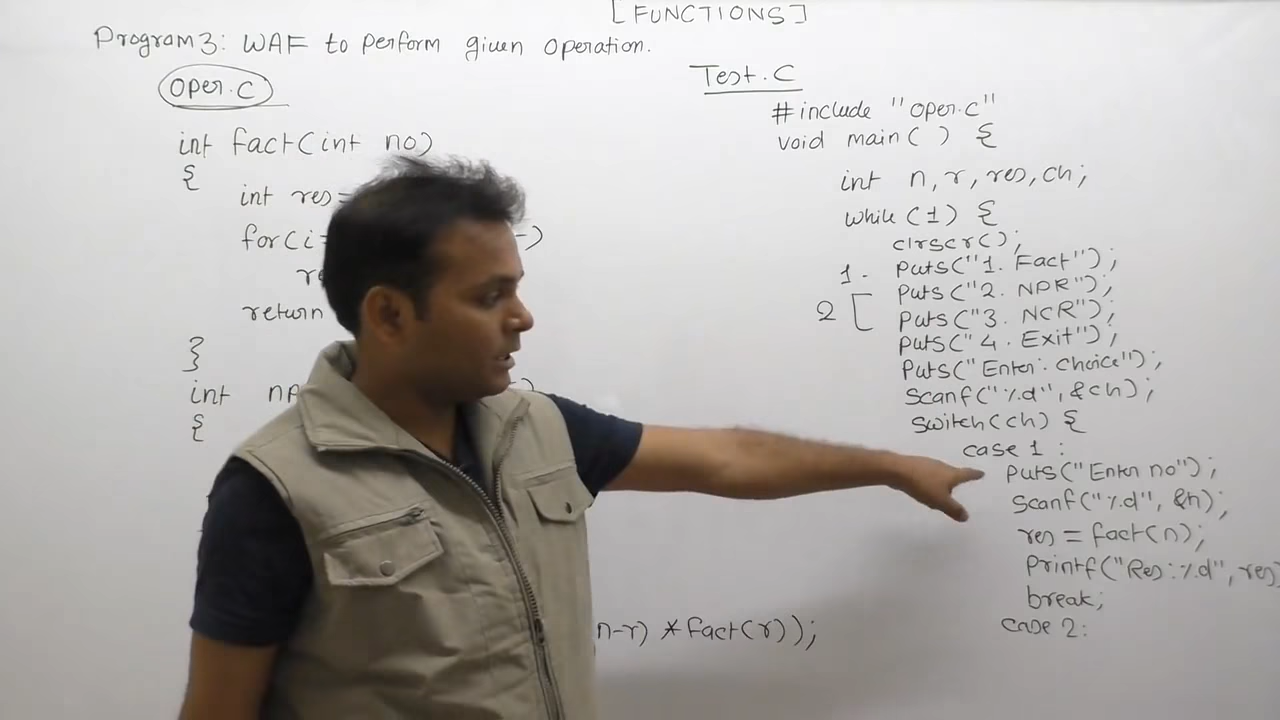 [FUNCTIONS]
Program 3: WAF to perform given operation.
Oper.C
int fact(int no)
{
int res=
for(i= )
re
return
}
int np )
{
n-r) *fact(r));
Test.C
#include "Oper.c"
void main( ) {
int n, r, res, ch;
while (1) {
clrscr();
1. puts("1. Fact");
2 [ puts("2. NPR");
puts("3. NCR");
puts("4. Exit");
puts("Enter: Choice");
scanf("%d", &ch);
switch(ch) {
case 1 :
puts("Enter no");
scanf("%d", &n);
res = fact(n);
printf("Res:%d", res)
break;
case 2: